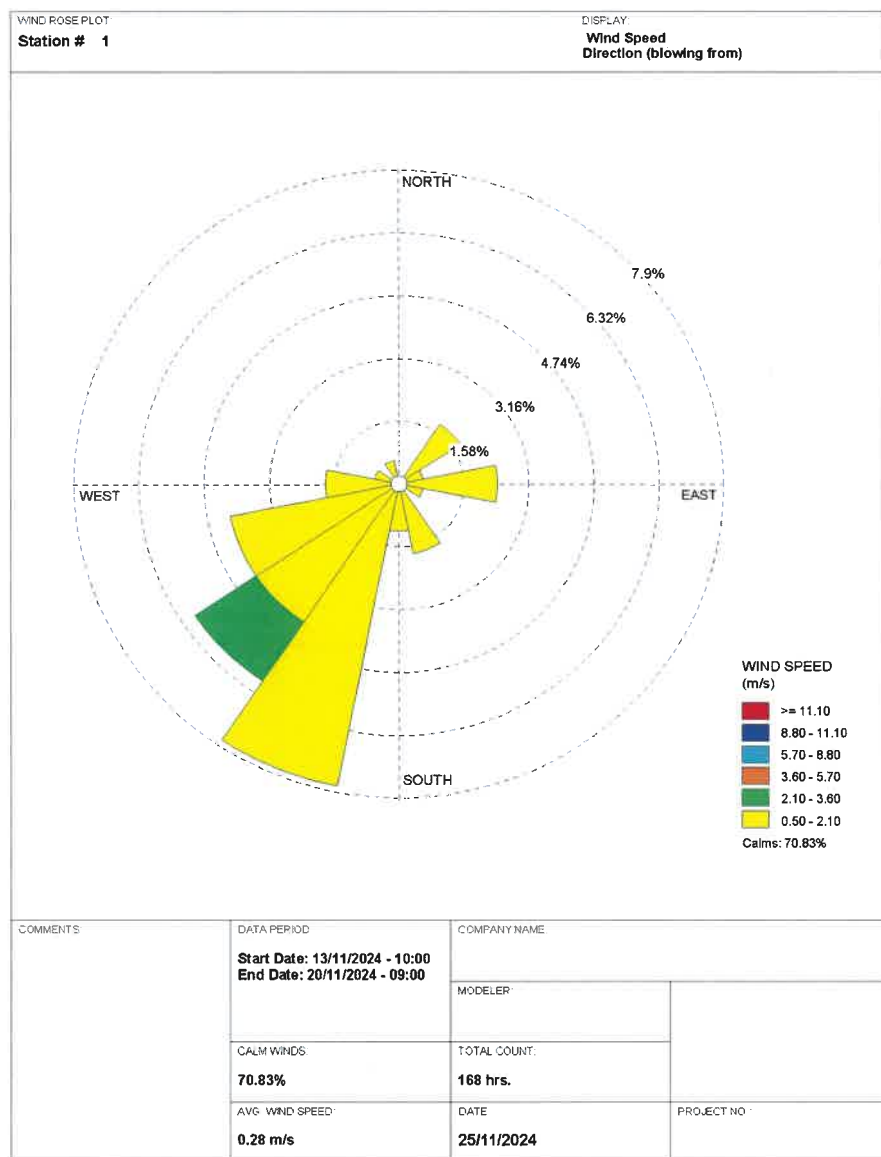 WIND ROSE PLOT:
Station # 1
DISPLAY:
Wind Speed
Direction (blowing from)
NORTH
7.9%
6.32%
4.74%
3.16%
1.58%
WEST
EAST
SOUTH
WIND SPEED
(m/s)
>= 11.10
8.80 - 11.10
5.70 - 8.80
3.60 - 5.70
2.10 - 3.60
0.50 - 2.10
Calms: 70.83%
COMMENTS:
DATA PERIOD:
Start Date: 13/11/2024 - 10:00
End Date: 20/11/2024 - 09:00
COMPANY NAME:
MODELER:
CALM WINDS:
70.83%
TOTAL COUNT:
168 hrs.
AVG. WIND SPEED:
0.28 m/s
DATE:
25/11/2024
PROJECT NO.: